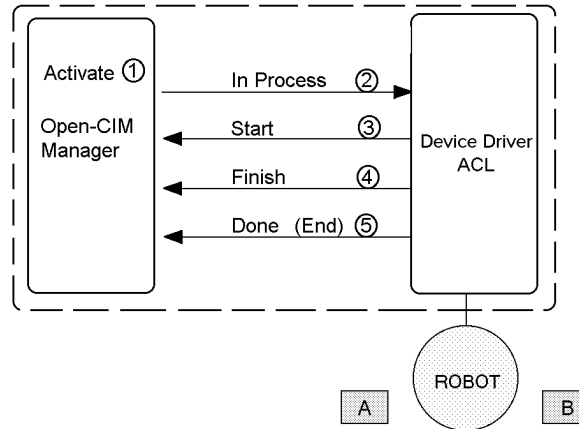 Activate ①
Open-CIM
Manager
In Process ②
Start ③
Finish ④
Done (End) ⑤
Device Driver
ACL
ROBOT
A
B